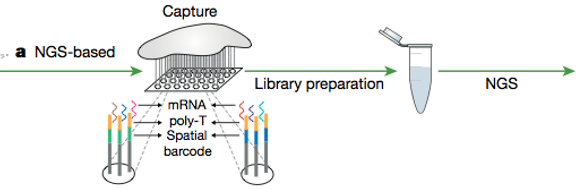 Capture
a NGS-based
Library preparation
NGS
mRNA
poly-T
Spatial
barcode